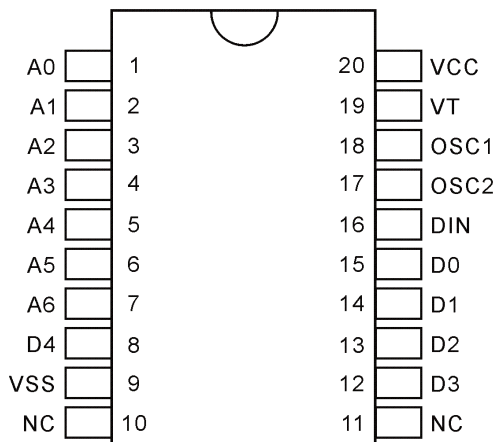 A0 1 20 VCC
A1 2 19 VT
A2 3 18 OSC1
A3 4 17 OSC2
A4 5 16 DIN
A5 6 15 D0
A6 7 14 D1
D4 8 13 D2
VSS 9 12 D3
NC 10 11 NC